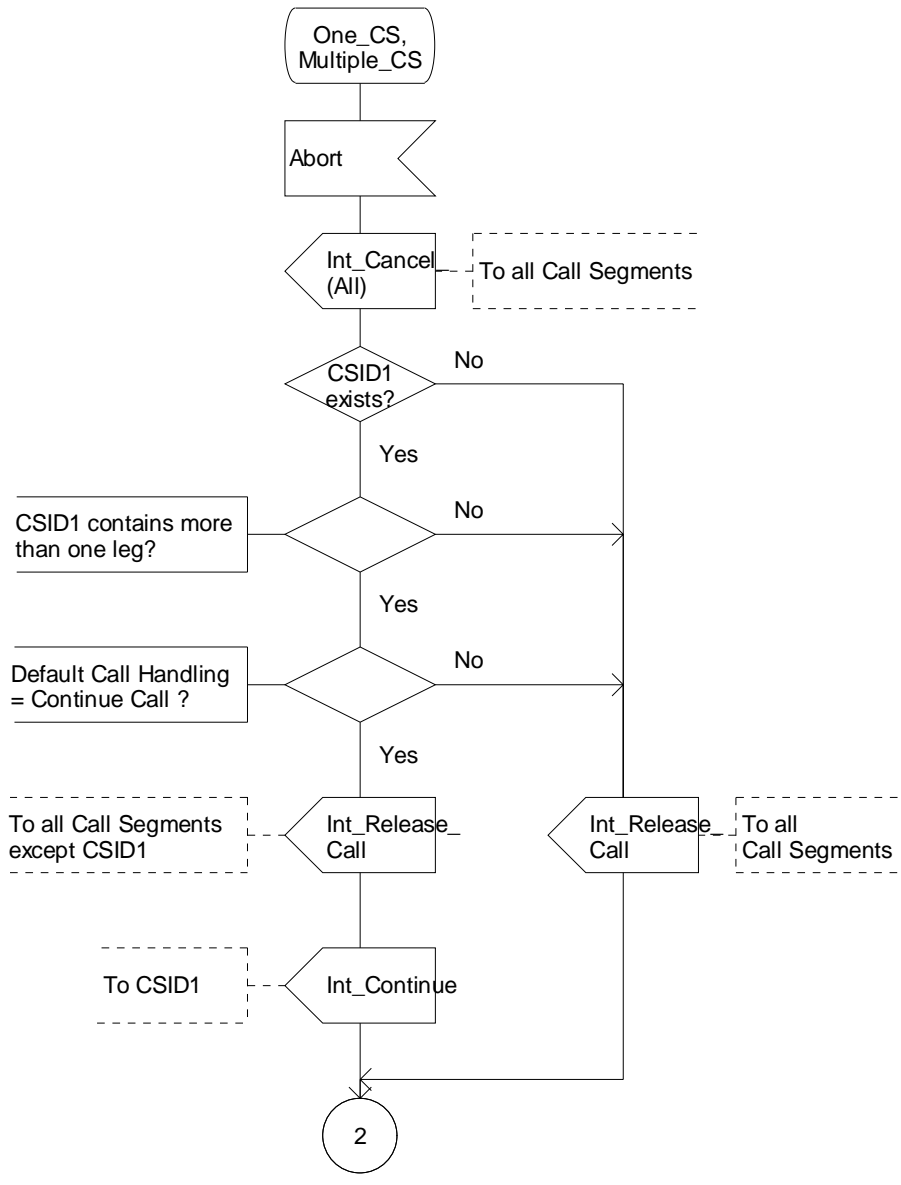 One_CS,
Multiple_CS
Abort
Int_Cancel_
(All)
To all Call Segments
CSID1
exists?
No
Yes
CSID1 contains more
than one leg?
No
Yes
Default Call Handling
= Continue Call ?
No
Yes
To all Call Segments
except CSID1
Int_Release_
Call
Int_Release_
Call
To all
Call Segments
To CSID1
Int_Continue
2